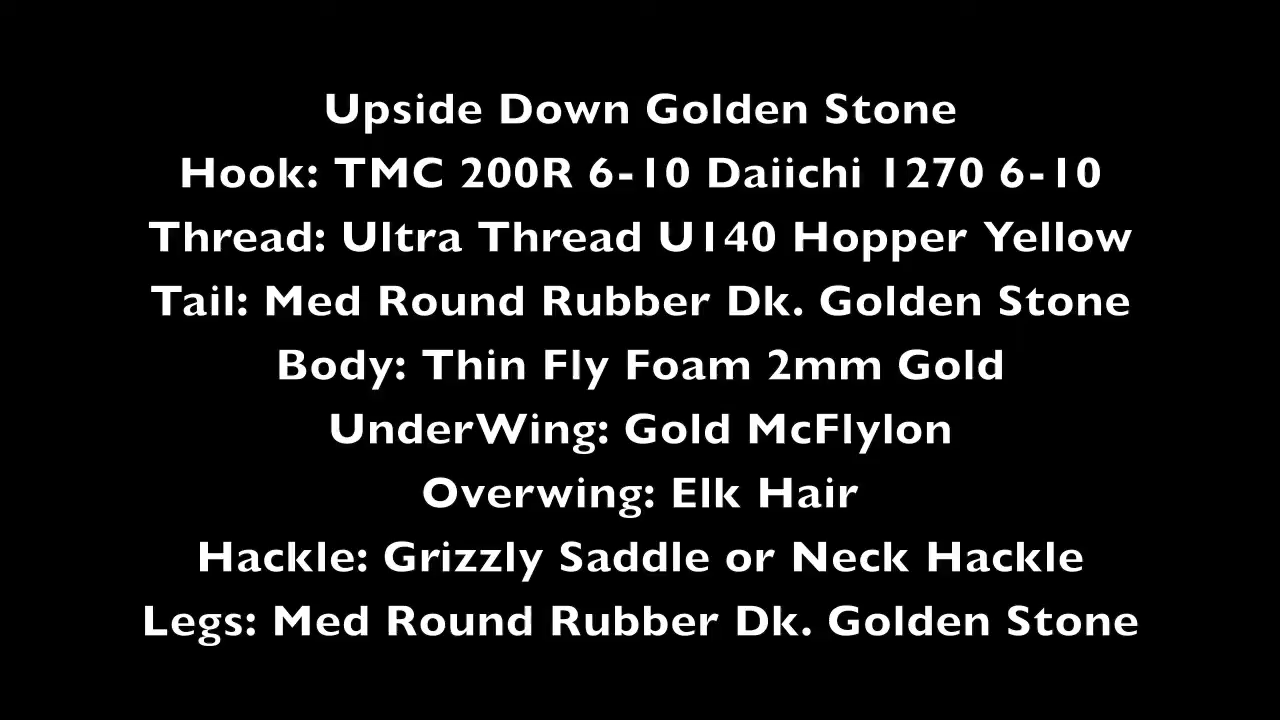 Upside Down Golden Stone
Hook: TMC 200R 6-10 Daiichi 1270 6-10
Thread: Ultra Thread U140 Hopper Yellow
Tail: Med Round Rubber Dk. Golden Stone
Body: Thin Fly Foam 2mm Gold
UnderWing: Gold McFlylon
Overwing: Elk Hair
Hackle: Grizzly Saddle or Neck Hackle
Legs: Med Round Rubber Dk. Golden Stone